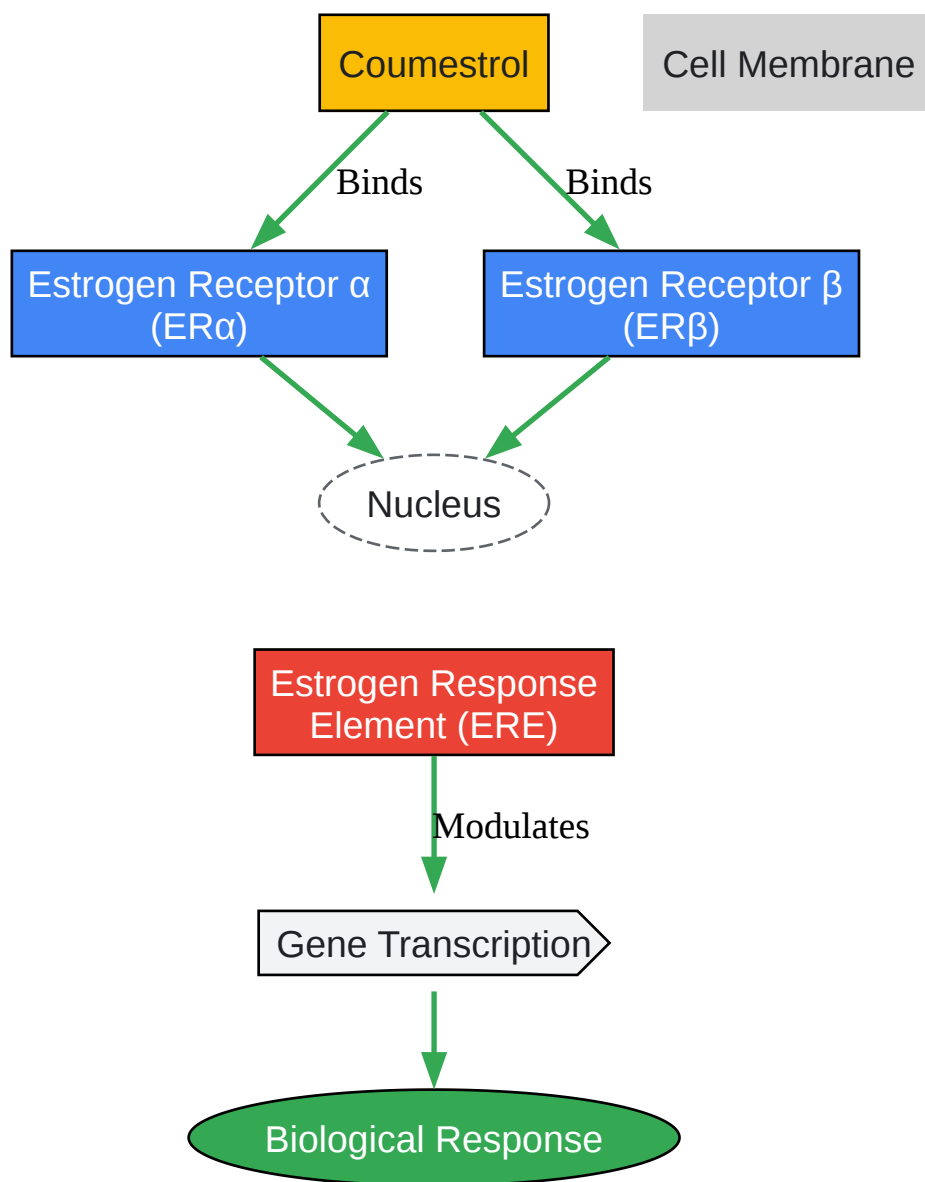 Coumestrol
Cell Membrane
Binds
Binds
Estrogen Receptor α
(ERα)
Estrogen Receptor β
(ERβ)
Nucleus
Estrogen Response
Element (ERE)
Modulates
Gene Transcription
Biological Response